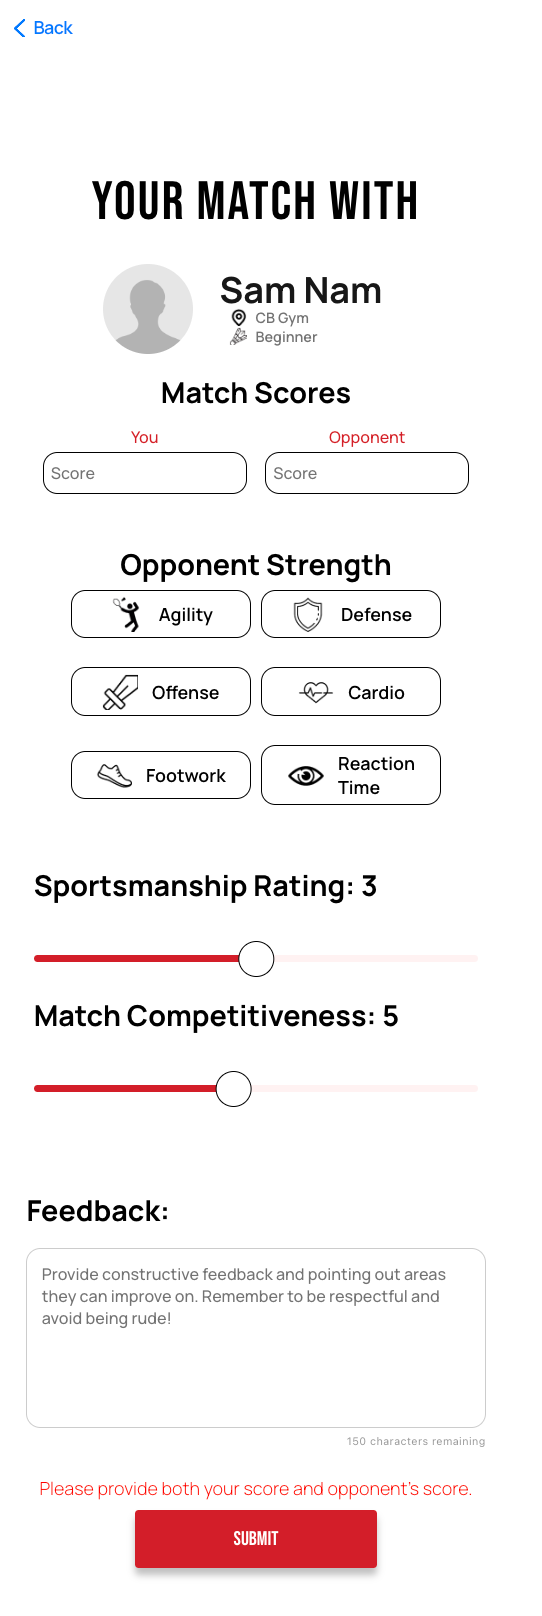 Back
YOUR MATCH WITH
Sam Nam
CB Gym
Beginner
Match Scores
You
Opponent
Score
Score
Opponent Strength
Agility
Defense
Offense
Cardio
Footwork
Reaction
Time
Sportsmanship Rating: 3
Match Competitiveness: 5
Feedback:
Provide constructive feedback and pointing out areas
they can improve on. Remember to be respectful and
avoid being rude!
150 characters remaining
Please provide both your score and opponent's score.
SUBMIT